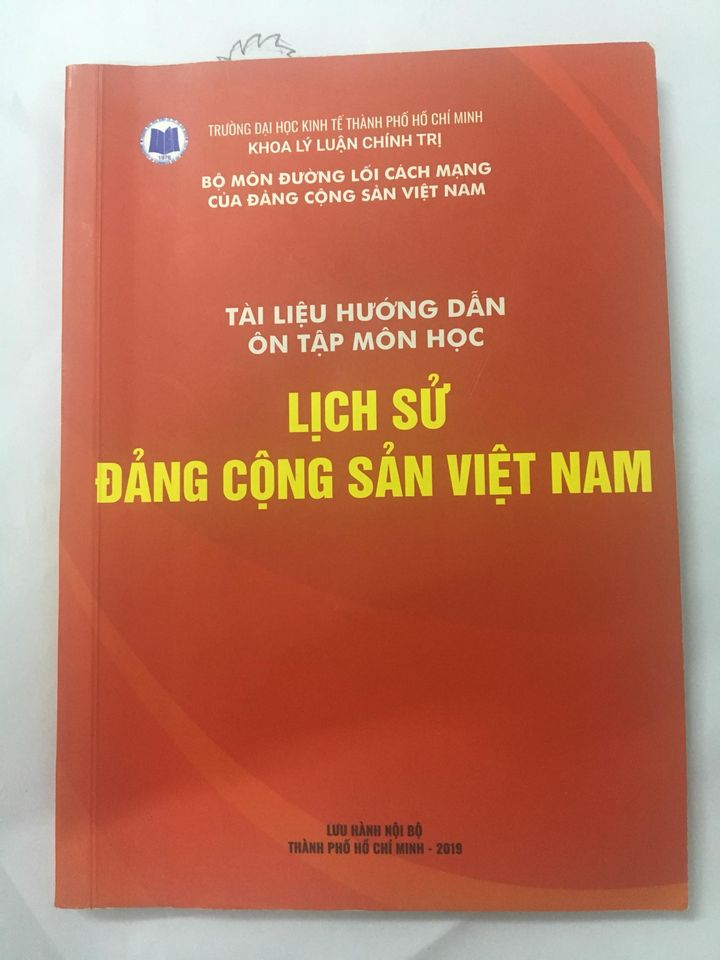 TRƯỜNG ĐẠI HỌC KINH TẾ THÀNH PHỐ HỒ CHÍ MINH
KHOA LÝ LUẬN CHÍNH TRỊ
BỘ MÔN ĐƯỜNG LỐI CÁCH MẠNG
CỦA ĐẢNG CỘNG SẢN VIỆT NAM
1976
TÀI LIỆU HƯỚNG DẪN
ÔN TẬP MÔN HỌC
LỊCH SỬ
ĐẢNG CỘNG SẢN VIỆT NAM
LƯU HÀNH NỘI BỘ
THÀNH PHỐ HỒ CHÍ MINH - 2019